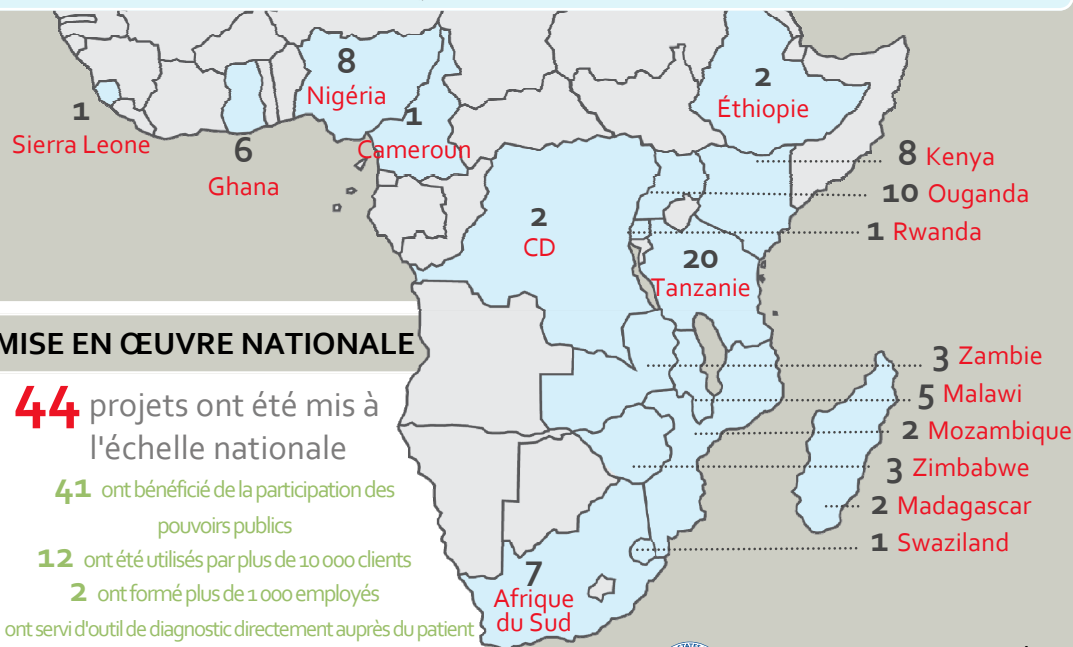 8
Nigéria
2
Éthiopie
1
Sierra Leone
6
Ghana
1
Cameroun
8 Kenya
10 Ouganda
1 Rwanda
2
CD
20
Tanzanie
3 Zambie
5 Malawi
2 Mozambique
3 Zimbabwe
2 Madagascar
1 Swaziland
7
Afrique
du Sud
MISE EN ŒUVRE NATIONALE
44 projets ont été mis à
l'échelle nationale
41 ont bénéficié de la participation des
pouvoirs publics
12 ont été utilisés par plus de 10 000 clients
2 ont formé plus de 1 000 employés
ont servi d'outil de diagnostic directement auprès du patient